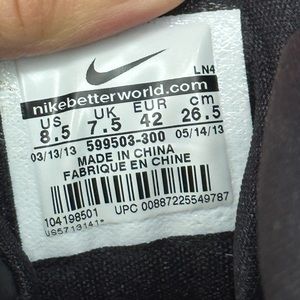 LN4
nikebetterworld.com
US UK EUR cm
8.5 7.5 42 26.5
03/13/13 599503-300 05/14/13
MADE IN CHINA
FABRIQUE EN CHINE
104198501 UPC 00887225549787
US5713141*